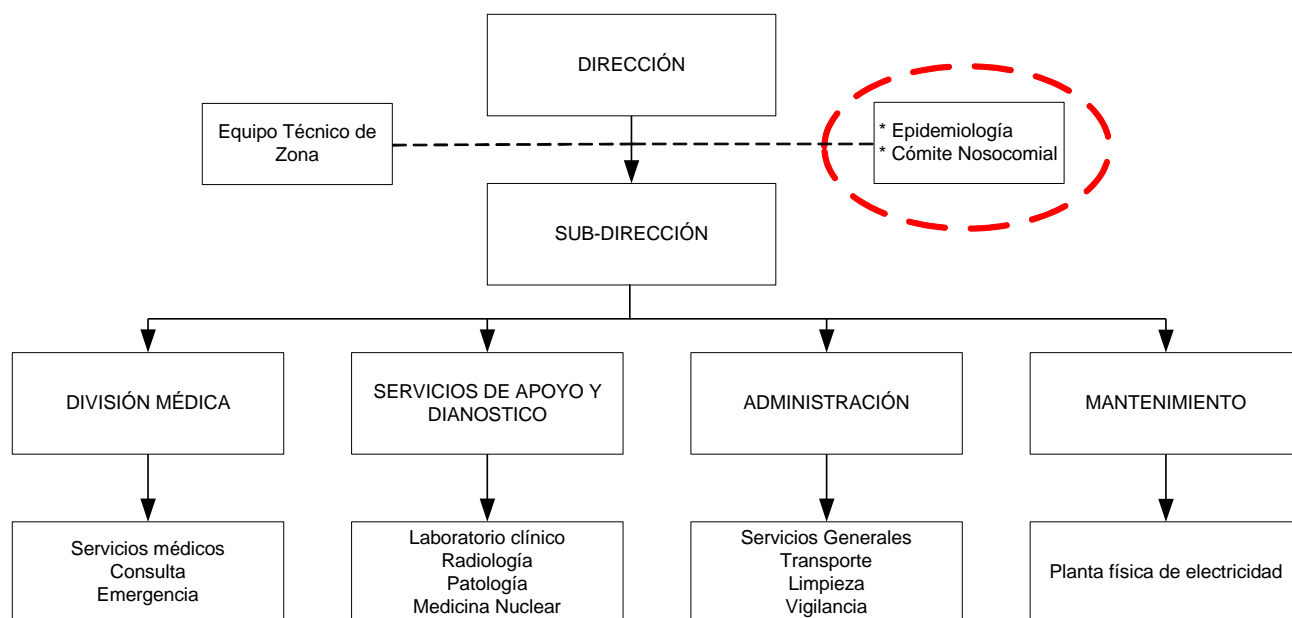 DIRECCIÓN
Equipo Técnico de
Zona
* Epidemiología
* Cómite Nosocomial
SUB-DIRECCIÓN
DIVISIÓN MÉDICA
SERVICIOS DE APOYO Y
DIANOSTICO
ADMINISTRACIÓN
MANTENIMIENTO
Servicios médicos
Consulta
Emergencia
Laboratorio clínico
Radiología
Patología
Medicina Nuclear
Servicios Generales
Transporte
Limpieza
Vigilancia
Planta física de electricidad